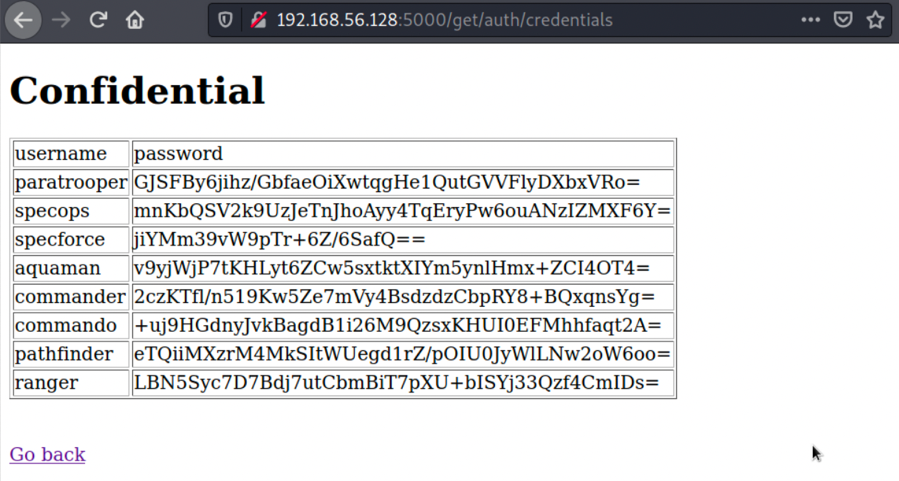 192.168.56.128:5000/get/auth/credentials
Confidential
username password
paratrooper GJSFBy6jihz/GbfaeOiXwtqgHe1QutGVVFlyDXbxVRo=
specops mnKbQSV2k9UzJeTnJhoAyy4TqEryPw6ouANzIZMXF6Y=
specforce jiYMm39vW9pTr+6Z/6SafQ==
aquaman v9yjWjP7tKHLyt6ZCw5sxtktXIYm5ynlHmx+ZCI4OT4=
commander 2czKTfl/n519Kw5Ze7mVy4BsdzdzCbpRY8+BQxqnsYg=
commando +uj9HGdnyJvkBagdB1i26M9QzsxKHUI0EFMhhfaqt2A=
pathfinder eTQiiMXzrM4MkSItWUegd1rZ/pOIU0JyWlLNw2oW6oo=
ranger LBN5Syc7D7Bdj7utCbmBiT7pXU+bISYj33Qzf4CmIDs=
Go back